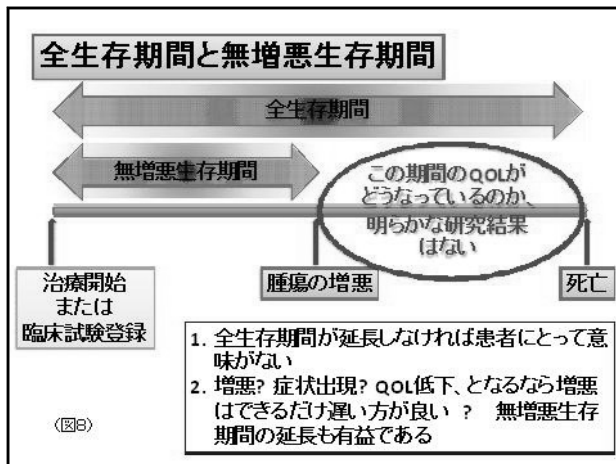 全生存期間と無増悪生存期間
全生存期間
無増悪生存期間
この期間のQOLが
どうなっているのか、
明らかな研究結果
はない
治療開始
または
臨床試験登録
腫瘍の増悪
死亡
1. 全生存期間が延長しなければ患者にとって意
味がない
2. 増悪? 症状出現? QOL低下、となるなら増悪
はできるだけ遅い方が良い ? 無増悪生存
期間の延長も有益である
(図8)